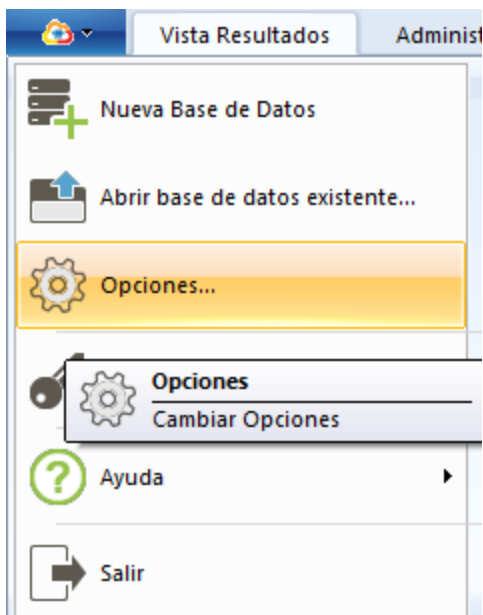 Vista Resultados
Administ
Nueva Base de Datos
Abrir base de datos existente...
Opciones...
Opciones
Cambiar Opciones
Ayuda
Salir